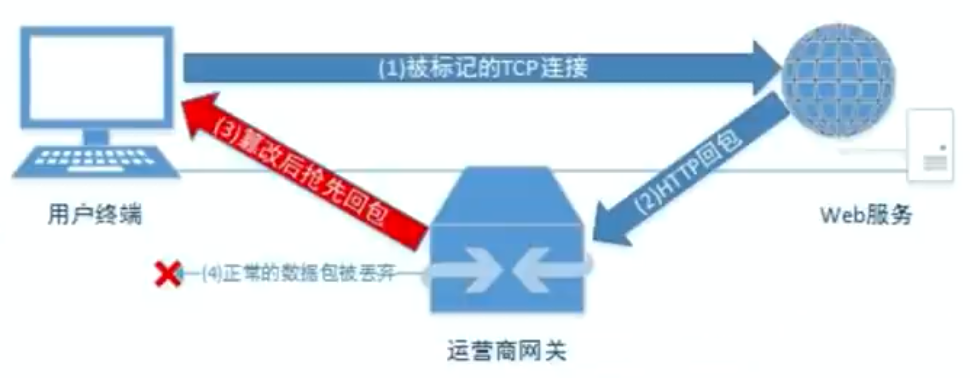 (1)被标记的TCP连接
(3)篡改后抢先回包
(2)HTTP回包
用户终端
Web服务
(4)正常的数据包被丢弃
运营商网关